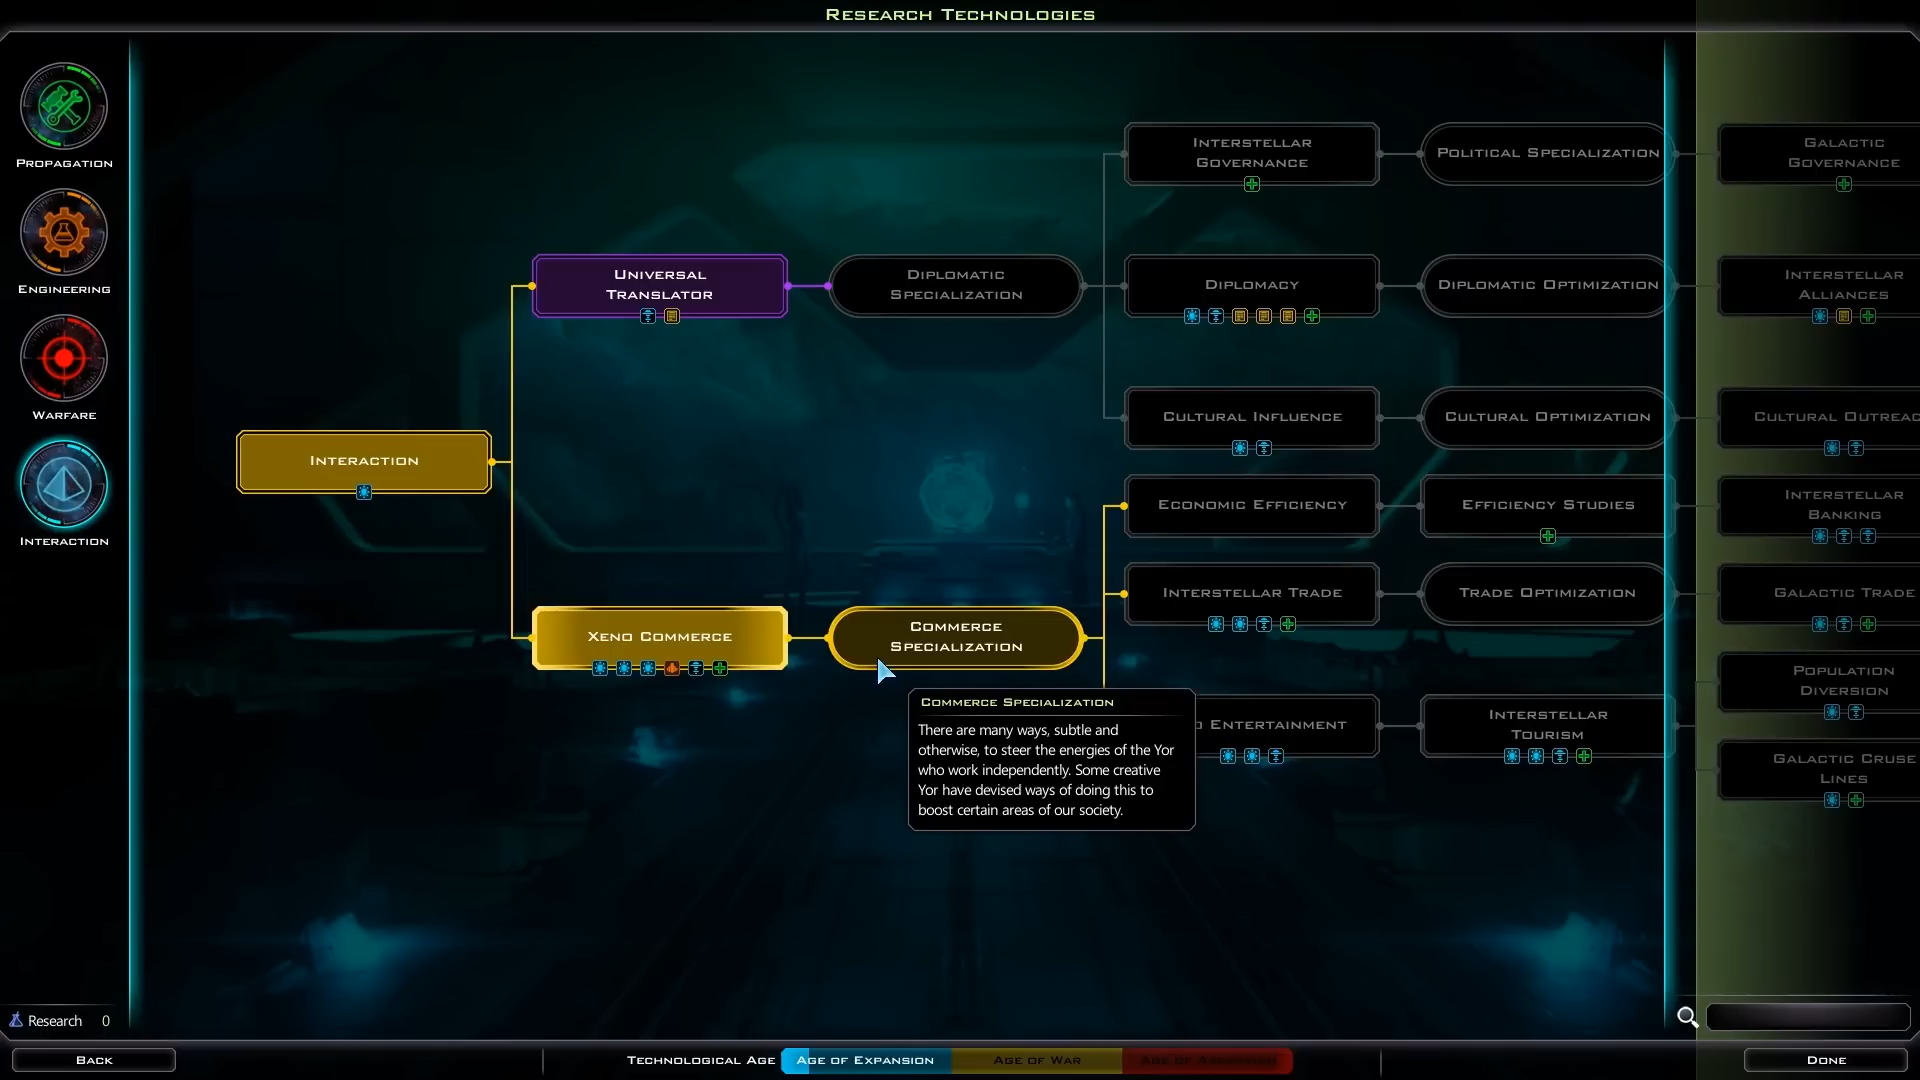 Research Technologies
Propagation
Engineering
Warfare
Interaction
Interaction
Universal
Translator
Diplomatic
Specialization
Xeno Commerce
Commerce
Specialization
Interstellar
Governance
Political Specialization
Galactic
Governance
Diplomacy
Diplomatic Optimization
Interstellar
Alliances
Cultural Influence
Cultural Optimization
Cultural Outreac
Economic Efficiency
Efficiency Studies
Interstellar
Banking
Interstellar Trade
Trade Optimization
Galactic Trade
Entertainment
Interstellar
Tourism
Population
Diversion
Galactic Cruse
Lines
Commerce Specialization
There are many ways, subtle and
otherwise, to steer the energies of the Yor
who work independently. Some creative
Yor have devised ways of doing this to
boost certain areas of our society.
Research 0
Back
Technological Age
Age of Expansion
Age of War
Done